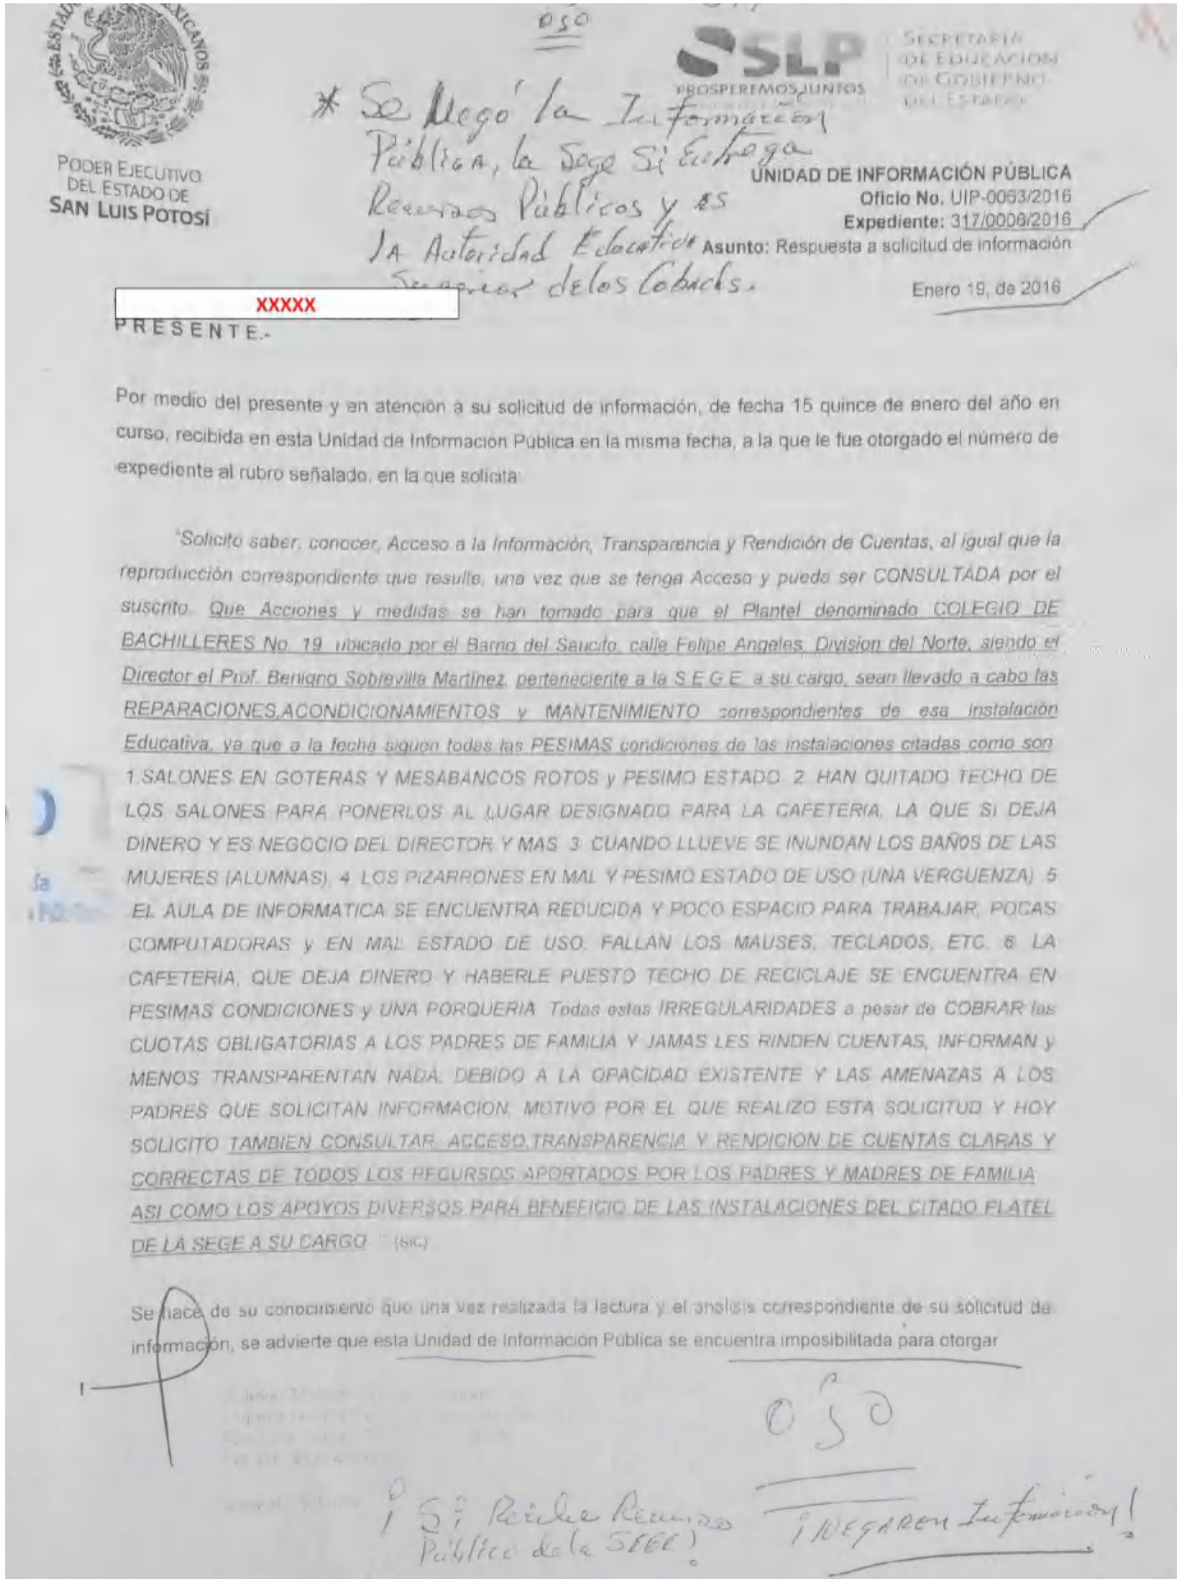 OJO
SLP
PROSPEREMOS JUNTOS
SECRETARÍA
DE EDUCACIÓN
DE GOBIERNO
DEL ESTADO
PODER EJECUTIVO
DEL ESTADO DE
SAN LUIS POTOSÍ
* Se Negó la Información
Pública, la Sege Si Entrega
Recursos Públicos y es
la Autoridad Educativa
Superior de los Cobachs.
UNIDAD DE INFORMACIÓN PÚBLICA
Oficio No. UIP-0063/2016
Expediente: 317/0006/2016
Asunto: Respuesta a solicitud de información
Enero 19, de 2016
XXXXX
PRESENTE.-
Por medio del presente y en atención a su solicitud de información, de fecha 15 quince de enero del año en
curso, recibida en esta Unidad de Información Pública en la misma fecha, a la que le fue otorgado el número de
expediente al rubro señalado, en la que solicita:
"Solicito saber, conocer, Acceso a la Información, Transparencia y Rendición de Cuentas, al igual que la
reproducción correspondiente que resulte, una vez que se tenga Acceso y pueda ser CONSULTADA por el
suscrito. Que Acciones y medidas se han tomado para que el Plantel denominado COLEGIO DE
BACHILLERES No. 19 ubicado por el Barrio del Saucito, calle Felipe Angeles, Division del Norte, siendo el
Director el Prof. Benigno Sobrevilla Martínez, perteneciente a la S.E.G.E a su cargo, sean llevado a cabo las
REPARACIONES,ACONDICIONAMIENTOS y MANTENIMIENTO correspondientes de esa instalación
Educativa, ya que a la fecha siguen todas las PESIMAS condiciones de las instalaciones citadas como son
1.SALONES EN GOTERAS Y MESABANCOS ROTOS y PESIMO ESTADO. 2 HAN QUITADO TECHO DE
LOS SALONES PARA PONERLOS AL LUGAR DESIGNADO PARA LA CAFETERIA, LA QUE SI DEJA
DINERO Y ES NEGOCIO DEL DIRECTOR Y MAS 3 CUANDO LLUEVE SE INUNDAN LOS BAÑOS DE LAS
MUJERES (ALUMNAS) 4 LOS PIZARRONES EN MAL Y PESIMO ESTADO DE USO (UNA VERGUENZA) 5
EL AULA DE INFORMATICA SE ENCUENTRA REDUCIDA Y POCO ESPACIO PARA TRABAJAR, POCAS
COMPUTADORAS y EN MAL ESTADO DE USO. FALLAN LOS MAUSES, TECLADOS, ETC. 6 LA
CAFETERIA, QUE DEJA DINERO Y HABERLE PUESTO TECHO DE RECICLAJE SE ENCUENTRA EN
PESIMAS CONDICIONES y UNA PORQUERIA Todas estas IRREGULARIDADES a pesar de COBRAR las
CUOTAS OBLIGATORIAS A LOS PADRES DE FAMILIA Y JAMAS LES RINDEN CUENTAS, INFORMAN y
MENOS TRANSPARENTAN NADA, DEBIDO A LA OPACIDAD EXISTENTE Y LAS AMENAZAS A LOS
PADRES QUE SOLICITAN INFORMACION, MOTIVO POR EL QUE REALIZO ESTA SOLICITUD Y HOY
SOLICITO TAMBIEN CONSULTAR, ACCESO,TRANSPARENCIA Y RENDICION DE CUENTAS CLARAS Y
CORRECTAS DE TODOS LOS RECURSOS APORTADOS POR LOS PADRES Y MADRES DE FAMILIA
ASI COMO LOS APOYOS DIVERSOS PARA BENEFICIO DE LAS INSTALACIONES DEL CITADO PLATEL
DE LA SEGE A SU CARGO " (SIC)
Se hace de su conocimiento que una vez realizada la lectura y el análisis correspondiente de su solicitud de
información, se advierte que esta Unidad de Información Pública se encuentra imposibilitada para otorgar
OJO
¡Si Recibe Recurso
Público de la SEGE!
¡NEGAREN Información!